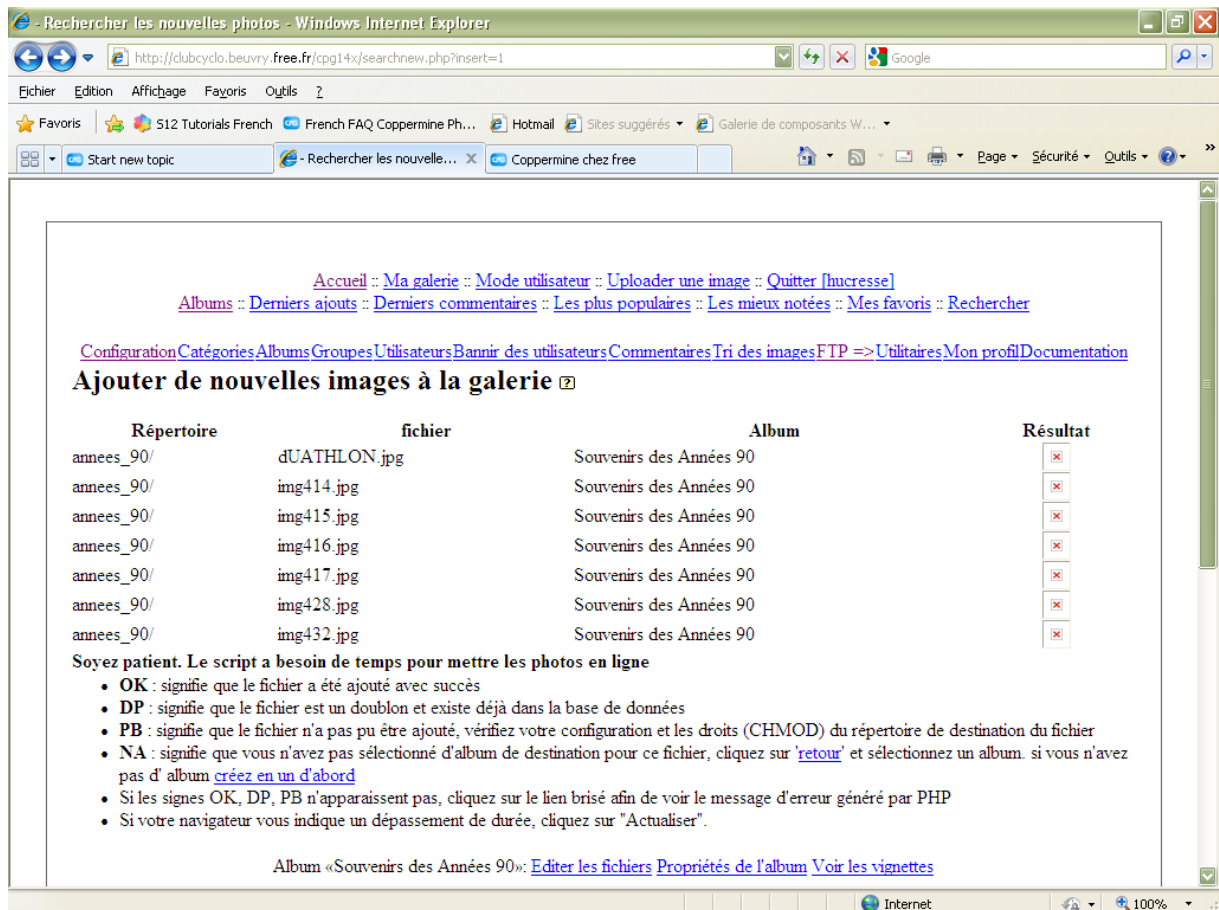 - Rechercher les nouvelles photos - Windows Internet Explorer
http://clubcyclo.beuvry.free.fr/cpg14x/searchnew.php?insert=1
Google
Fichier Edition Affichage Favoris Outils ?
Favoris S12 Tutorials French French FAQ Coppermine Ph... Hotmail Sites suggérés Galerie de composants W...
Start new topic - Rechercher les nouvelle... Coppermine chez free Page Sécurité Outils »
Accueil :: Ma galerie :: Mode utilisateur :: Uploader une image :: Quitter [hucresse]
Albums :: Derniers ajouts :: Derniers commentaires :: Les plus populaires :: Les mieux notées :: Mes favoris :: Rechercher
Configuration Catégories Albums Groupes Utilisateurs Bannir des utilisateurs Commentaires Tri des images FTP => Utilitaires Mon profil Documentation
Ajouter de nouvelles images à la galerie ?
Répertoire fichier Album Résultat
annees_90/ dUATHLON.jpg Souvenirs des Années 90
annees_90/ img414.jpg Souvenirs des Années 90
annees_90/ img415.jpg Souvenirs des Années 90
annees_90/ img416.jpg Souvenirs des Années 90
annees_90/ img417.jpg Souvenirs des Années 90
annees_90/ img428.jpg Souvenirs des Années 90
annees_90/ img432.jpg Souvenirs des Années 90
Soyez patient. Le script a besoin de temps pour mettre les photos en ligne
• OK : signifie que le fichier a été ajouté avec succès
• DP : signifie que le fichier est un doublon et existe déjà dans la base de données
• PB : signifie que le fichier n'a pas pu être ajouté, vérifiez votre configuration et les droits (CHMOD) du répertoire de destination du fichier
• NA : signifie que vous n'avez pas sélectionné d'album de destination pour ce fichier, cliquez sur 'retour' et sélectionnez un album. si vous n'avez
pas d' album créez en un d'abord
• Si les signes OK, DP, PB n'apparaissent pas, cliquez sur le lien brisé afin de voir le message d'erreur généré par PHP
• Si votre navigateur vous indique un dépassement de durée, cliquez sur "Actualiser".
Album «Souvenirs des Années 90»: Editer les fichiers Propriétés de l'album Voir les vignettes
Internet 100%